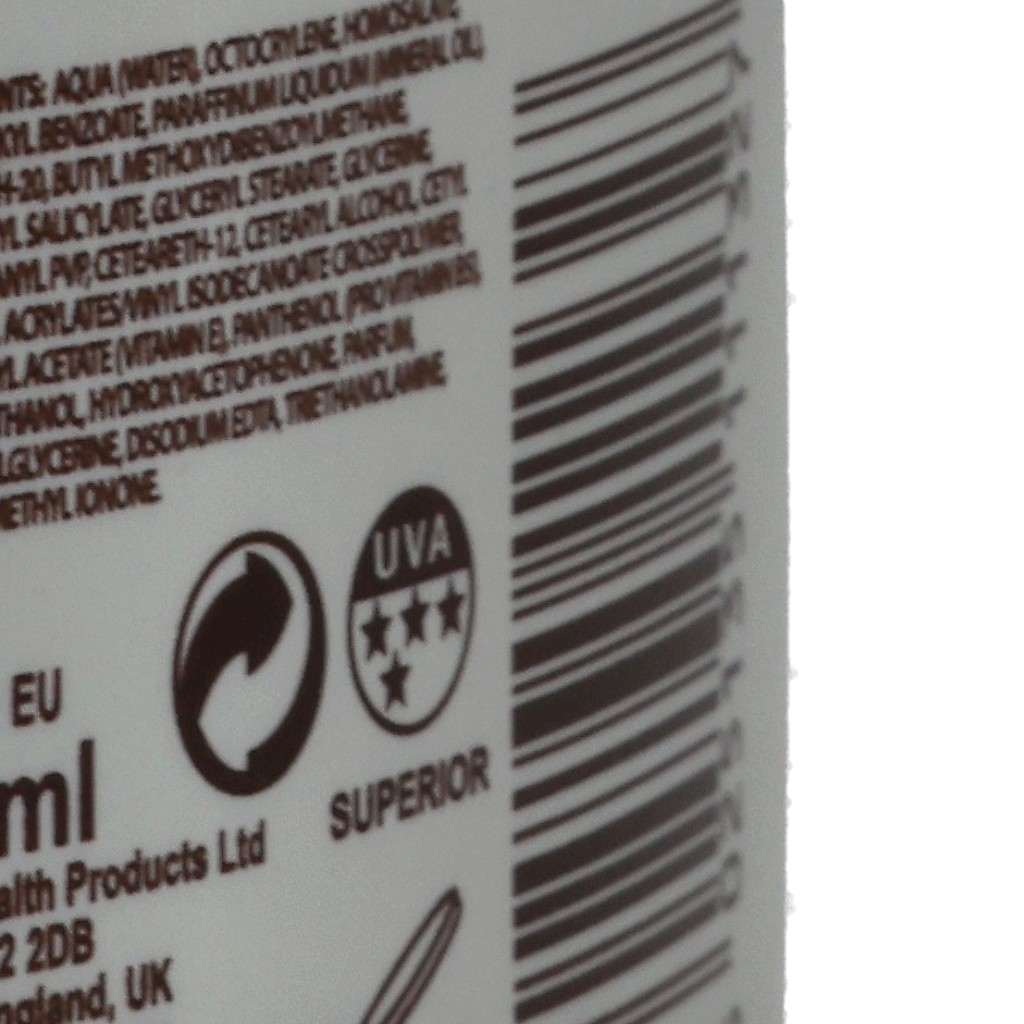 NTS: AQUA (WATER), OCTOCRYLENE, HOMOSALATE,
XYL BENZOATE, PARAFFINUM LIQUIDUM (MINERAL OIL),
H-20, BUTYL METHOXYDIBENZOYLMETHANE,
YL SALICYLATE, GLYCERYL STEARATE, GLYCERINE,
ANYL PVP, CETEARETH-12, CETEARYL ALCOHOL, CETYL
ACRYLATES/VINYL ISODECANOATE CROSSPOLYMER,
YL ACETATE (VITAMIN E), PANTHENOL (PROVITAMIN B5),
THANOL, HYDROXYACETOPHENONE, PARFUM,
LGLYCERINE, DISODIUM EDTA, TRIETHANOLAMINE,
METHYL IONONE.
UVA
EU
SUPERIOR
ml
alth Products Ltd
2 2DB
ngland, UK